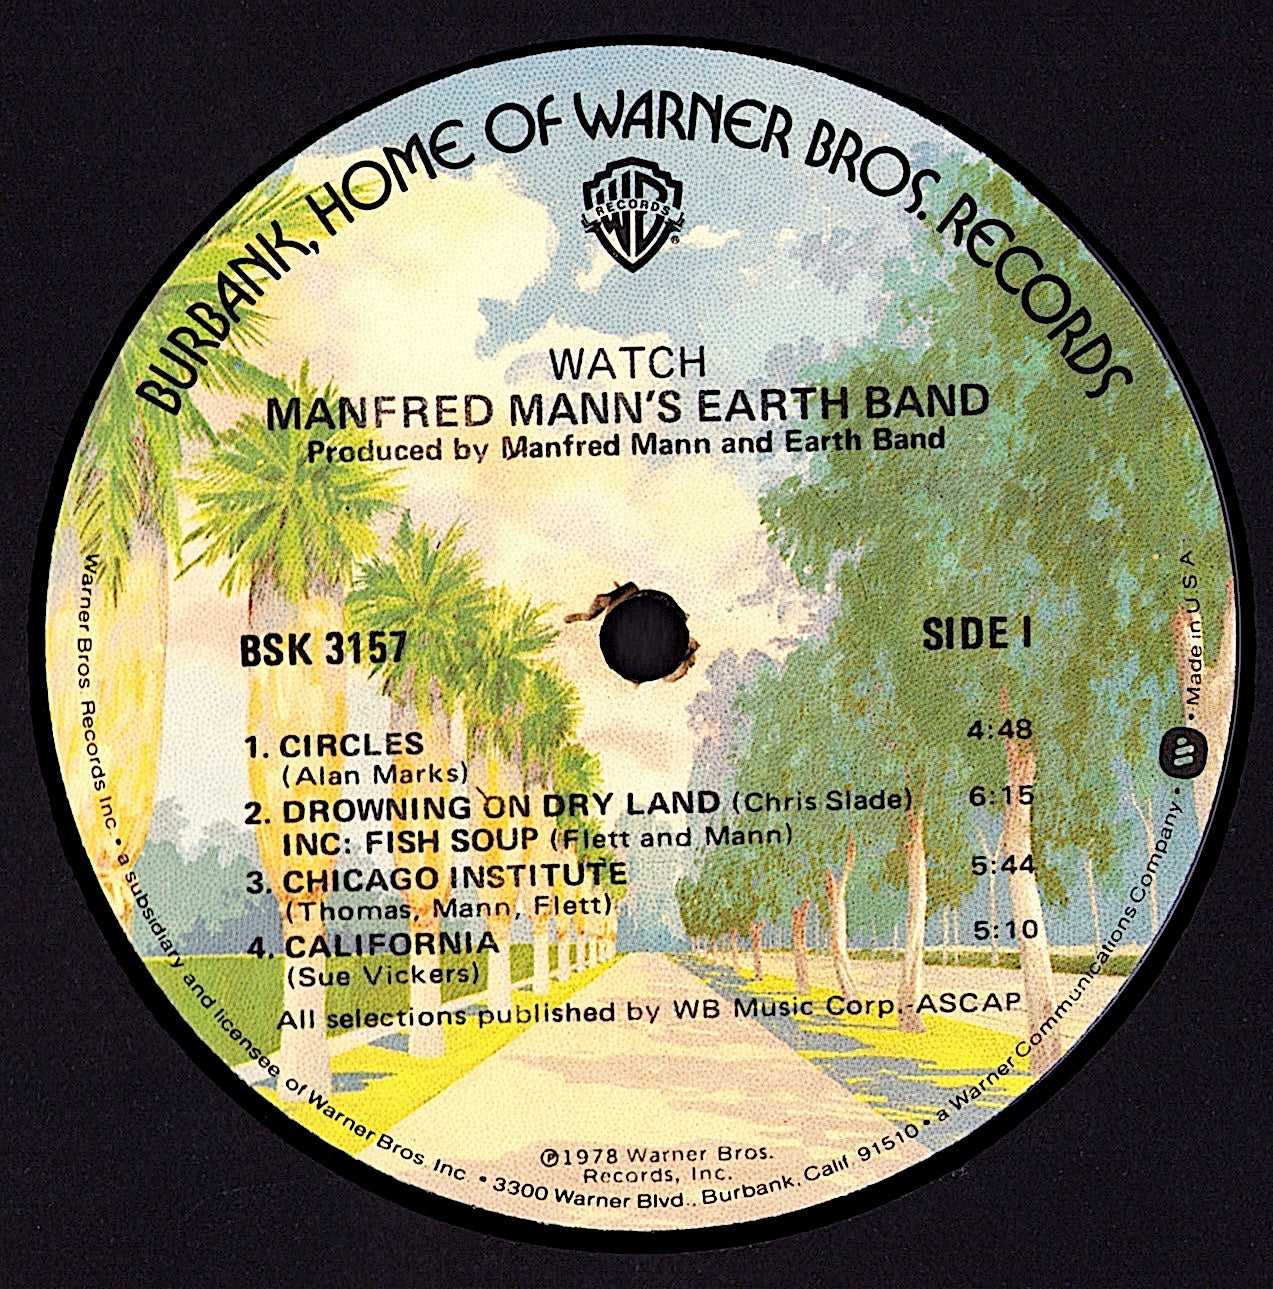 BURBANK, HOME OF WARNER BROS. RECORDS
WB
RECORDS
®
WATCH
MANFRED MANN'S EARTH BAND
Produced by Manfred Mann and Earth Band
BSK 3157
SIDE 1
1. CIRCLES 4:48
(Alan Marks)
2. DROWNING ON DRY LAND (Chris Slade) 6:15
INC: FISH SOUP (Flett and Mann)
3. CHICAGO INSTITUTE 5:44
(Thomas, Mann, Flett)
4. CALIFORNIA 5:10
(Sue Vickers)
All selections published by WB Music Corp.-ASCAP
℗1978 Warner Bros.
Records, Inc.
Warner Bros. Records Inc. • a subsidiary and licensee of Warner Bros. Inc • 3300 Warner Blvd., Burbank, Calif. 91510 • a Warner Communications Company • • Made in U S A